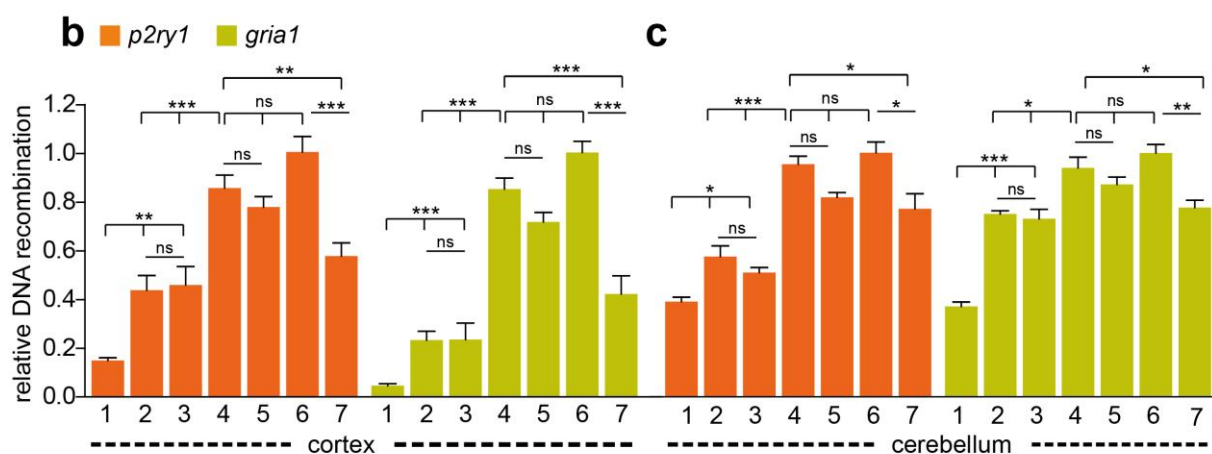 b p2ry1 gria1 c
** *** * *
*** ns *** *** ns *** *** ns * * ns **
1.2
1.0
ns ns ns ns
0.8
** *** * ***
0.6
ns ns ns ns
0.4
0.2
0.0
relative DNA recombination
1 2 3 4 5 6 7 1 2 3 4 5 6 7 1 2 3 4 5 6 7 1 2 3 4 5 6 7
cortex cerebellum